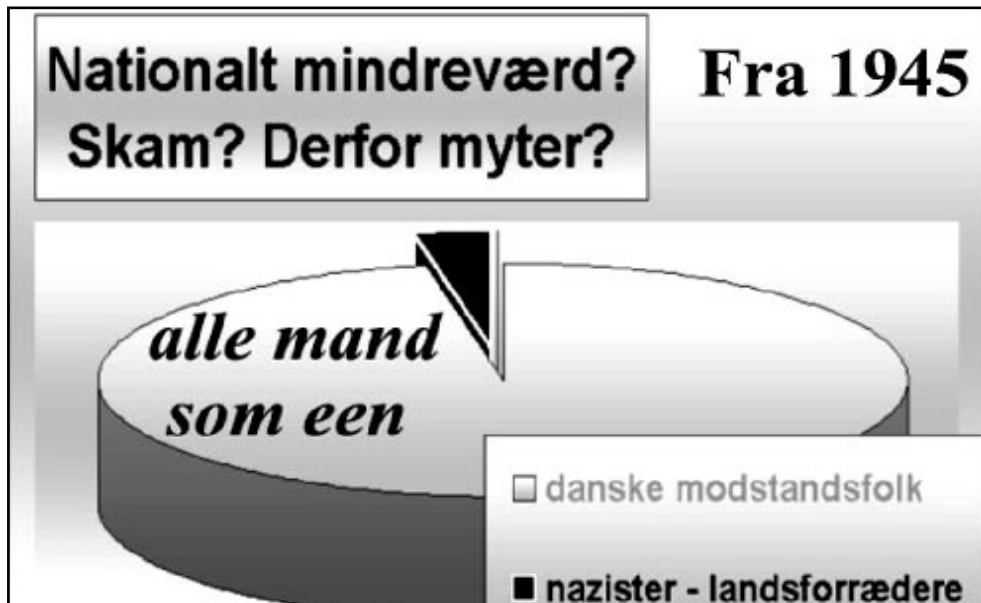 Nationalt mindreværd?
Skam? Derfor myter?
Fra 1945
alle mand
som een
danske modstandsfolk
nazister - landsforrædere